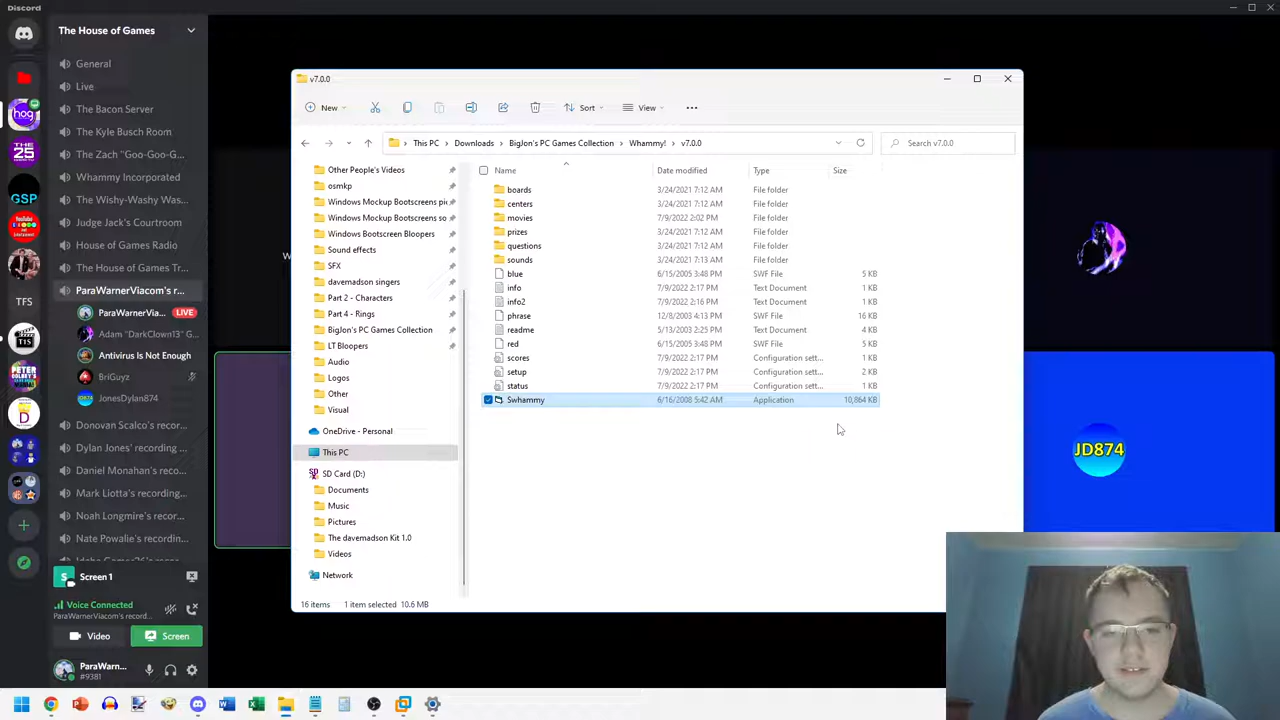 Discord
The House of Games
General
Live
The Bacon Server
The Kyle Busch Room
The Zach "Goo-Goo-G...
Whammy Incorporated
The Wishy-Washy Was...
Judge Jack's Courtroom
House of Games Radio
The House of Games Tr...
ParaWarnerViacom's r...
ParaWarnerVia... LIVE
Adam "DarkClown13" G...
Antivirus Is Not Enough
BriGuyz
JonesDylan874
Donavan Scalco's recor...
Dylan Jones' recording ...
Daniel Monahan's reco...
Mark Liotta's recording...
Noah Longmire's recor...
Nate Powalie's recordin...
hog
THE 25
GSP
TFS
T1S
PETER COLBEY'S
S Screen 1
Voice Connected
ParaWarnerViacom's record...
Video
Screen
ParaWarn...
#9381
v7.0.0
New
Sort
View
This PC
Downloads
BigJon's PC Games Collection
Whammy!
v7.0.0
Search v7.0.0
Other People's Videos
osmkp
Windows Mockup Bootscreens pi
Windows Mockup Bootscreens so
Windows Bootscreen Bloopers
Sound effects
SFX
davemadson singers
Part 2 - Characters
Part 4 - Rings
BigJon's PC Games Collection
LT Bloopers
Audio
Logos
Other
Visual
OneDrive - Personal
This PC
SD Card (D:)
Documents
Music
Pictures
The davemadson Kit 1.0
Videos
Network
Name Date modified Type Size
boards 3/24/2021 7:12 AM File folder
centers 3/24/2021 7:12 AM File folder
movies 7/9/2022 2:02 PM File folder
prizes 3/24/2021 7:12 AM File folder
questions 3/24/2021 7:12 AM File folder
sounds 3/24/2021 7:13 AM File folder
blue 6/15/2005 3:48 PM SWF File 5 KB
info 7/9/2022 2:17 PM Text Document 1 KB
info2 7/9/2022 2:16 PM Text Document 1 KB
phrase 12/8/2003 4:13 PM SWF File 16 KB
readme 5/13/2003 2:25 PM Text Document 4 KB
red 6/15/2005 3:48 PM SWF File 5 KB
scores 7/9/2022 2:17 PM Configuration sett... 1 KB
setup 7/9/2022 2:17 PM Configuration sett... 2 KB
status 7/9/2022 2:17 PM Configuration sett... 1 KB
Swhammy 6/16/2008 5:42 AM Application 10,864 KB
16 items 1 item selected 10.6 MB
JD874